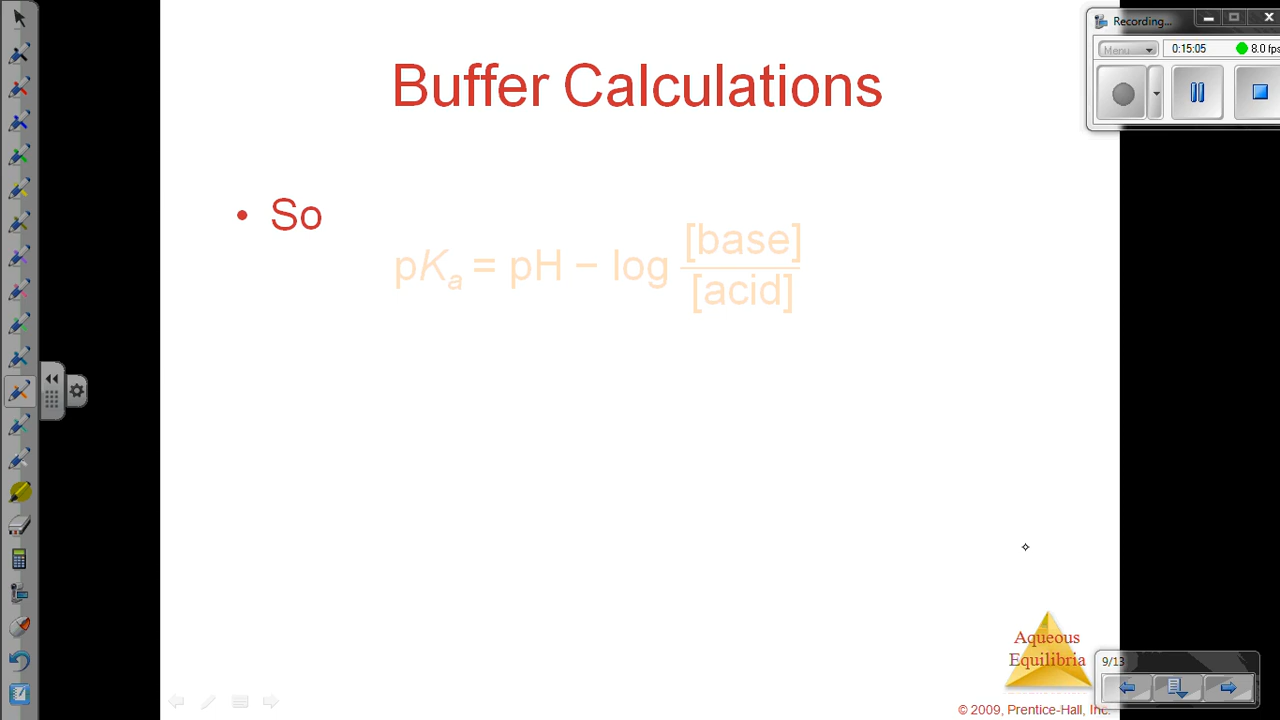 Recording...
Menu
0:15:05
8.0 fps
Buffer Calculations
• So
pKa = pH − log [base]
[acid]
Aqueous
Equilibria
9/13
© 2009, Prentice-Hall, Inc.